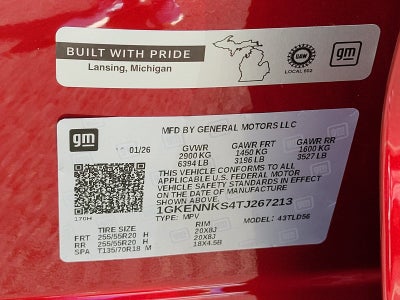 BUILT WITH PRIDE
Lansing, Michigan
UAW
LOCAL 602
gm
gm
MFD BY GENERAL MOTORS LLC
01/26
GVWR GAWR FRT GAWR RR
2900 KG 1450 KG 1600 KG
6394 LB 3196 LB 3527 LB
THIS VEHICLE CONFORMS TO ALL
APPLICABLE U.S. FEDERAL MOTOR
VEHICLE SAFETY STANDARDS IN EFFECT
ON THE DATE OF MANUFACTURE
SHOWN ABOVE.
1GKENNKS4TJ267213
TYPE: MPV MODEL: 43TLD56
170H
TIRE SIZE RIM
FRT 255/55R20 H 20X8J
RR 255/55R20 H 20X8J
SPA T135/70R18 M 18X4.5B